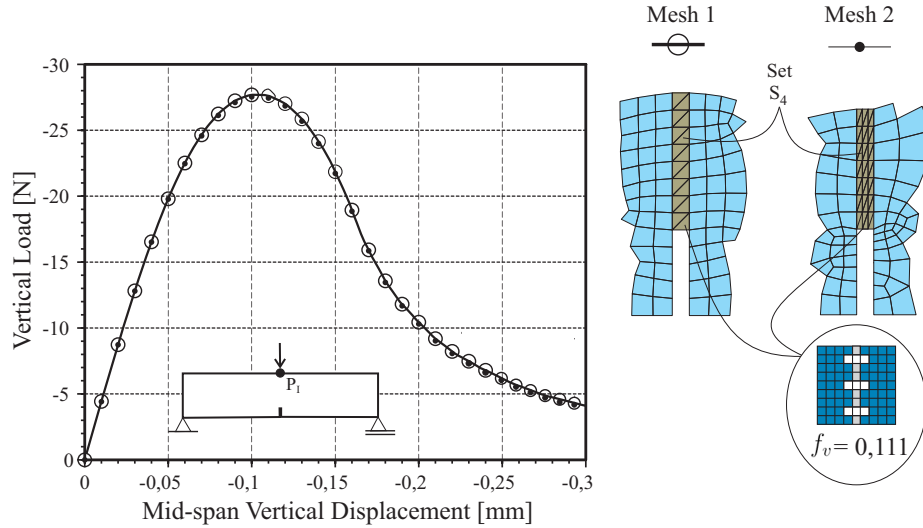 Mesh 1
Mesh 2
Set
S₄
Vertical Load [N]
-30
-25
-20
-15
-10
-5
0
P₁
0
-0,05
-0,1
-0,15
-0,2
-0,25
-0,3
Mid-span Vertical Displacement [mm]
fᵥ = 0,111